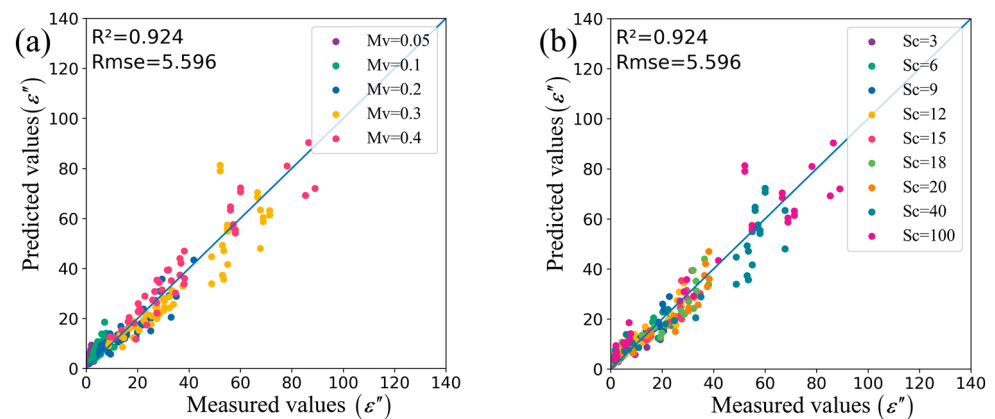 (a)
R²=0.924
Rmse=5.596
Mv=0.05
Mv=0.1
Mv=0.2
Mv=0.3
Mv=0.4
140
120
100
80
60
40
20
0
Predicted values(ε″)
0 20 40 60 80 100 120 140
Measured values (ε″)
(b)
R²=0.924
Rmse=5.596
Sc=3
Sc=6
Sc=9
Sc=12
Sc=15
Sc=18
Sc=20
Sc=40
Sc=100
140
120
100
80
60
40
20
0
Predicted values(ε″)
0 20 40 60 80 100 120 140
Measured values (ε″)